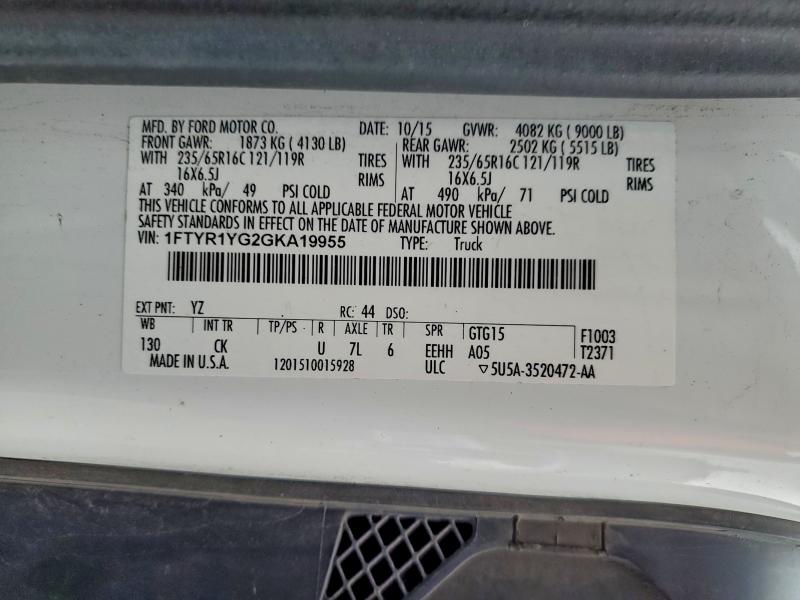 MFD. BY FORD MOTOR CO. DATE: 10/15 GVWR: 4082 KG ( 9000 LB)
FRONT GAWR: 1873 KG ( 4130 LB) REAR GAWR: 2502 KG ( 5515 LB)
WITH 235/65R16C 121/119R TIRES WITH 235/65R16C 121/119R TIRES
16X6.5J RIMS 16X6.5J RIMS
AT 340 kPa/ 49 PSI COLD AT 490 kPa/ 71 PSI COLD
THIS VEHICLE CONFORMS TO ALL APPLICABLE FEDERAL MOTOR VEHICLE
SAFETY STANDARDS IN EFFECT ON THE DATE OF MANUFACTURE SHOWN ABOVE.
VIN: 1FTYR1YG2GKA19955 TYPE: Truck
EXT PNT: YZ RC: 44 DSO:
WB INT TR TP/PS R AXLE TR SPR GTG15 F1003
130 CK U 7L 6 EEHH A05 T2371
MADE IN U.S.A. 1201510015928 ULC ▽5U5A-3520472-AA